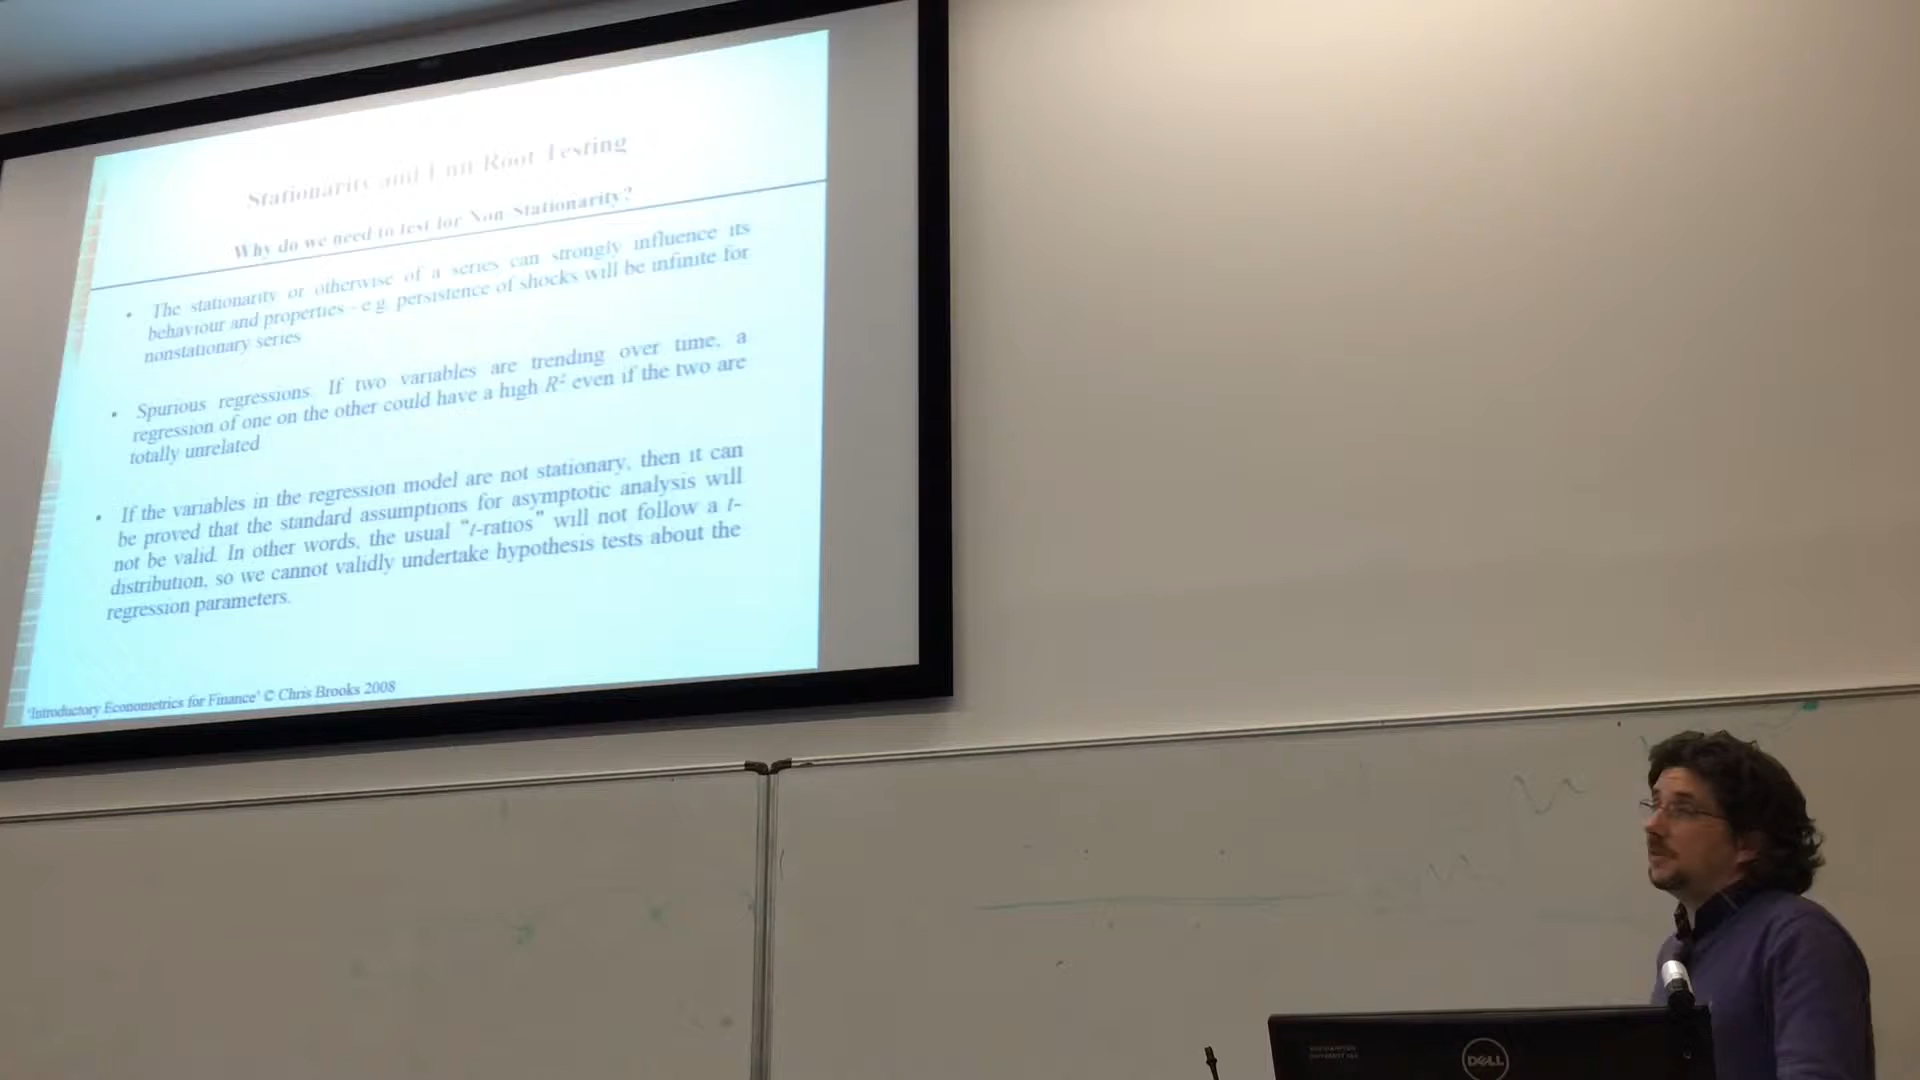 Stationarity and Unit Root Testing
Why do we need to test for Non-Stationarity?
• The stationarity or otherwise of a series can strongly influence its
behaviour and properties - e.g. persistence of shocks will be infinite for
nonstationary series
• Spurious regressions. If two variables are trending over time, a
regression of one on the other could have a high R² even if the two are
totally unrelated
• If the variables in the regression model are not stationary, then it can
be proved that the standard assumptions for asymptotic analysis will
not be valid. In other words, the usual “t-ratios” will not follow a t-
distribution, so we cannot validly undertake hypothesis tests about the
regression parameters.
'Introductory Econometrics for Finance' © Chris Brooks 2008
DELL